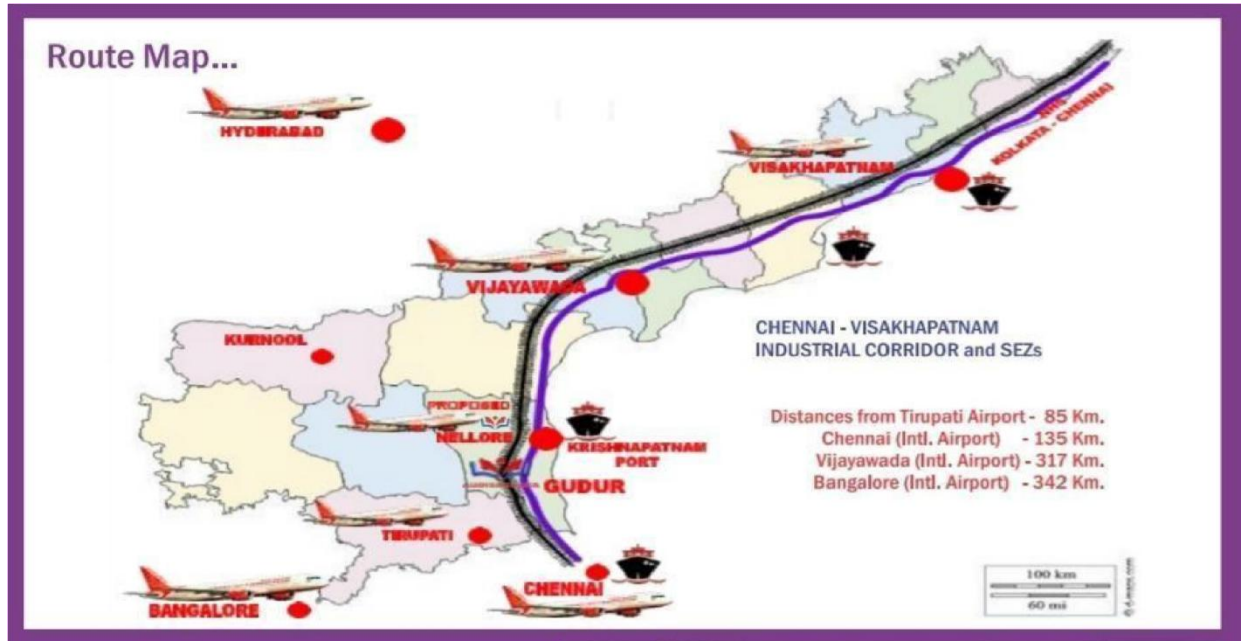 Route Map...
HYDERABAD
NH5
KOLKATA - CHENNAI
VISAKHAPATNAM
VIJAYAWADA
CHENNAI - VISAKHAPATNAM
INDUSTRIAL CORRIDOR and SEZs
KURNOOL
PROPOSED
NELLORE
KRISHNAPATNAM
PORT
GUDUR
Distances from Tirupati Airport - 85 Km.
Chennai (Intl. Airport) - 135 Km.
Vijayawada (Intl. Airport) - 317 Km.
Bangalore (Intl. Airport) - 342 Km.
TIRUPATI
CHENNAI
BANGALORE
100 km
60 mi